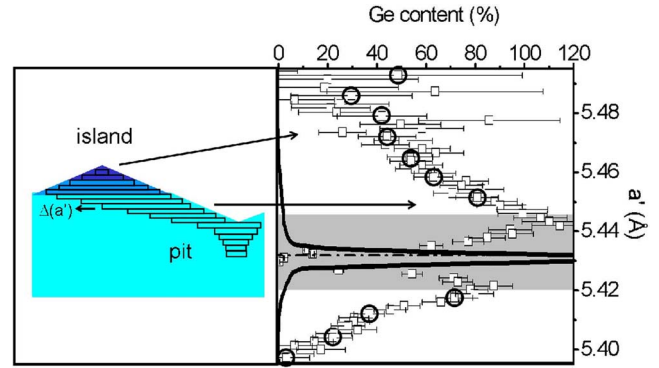 Ge content (%)
0 20 40 60 80 100 120
island
Δ(a')
pit
5.48
5.46
5.44
5.42
5.40
a' (Å)